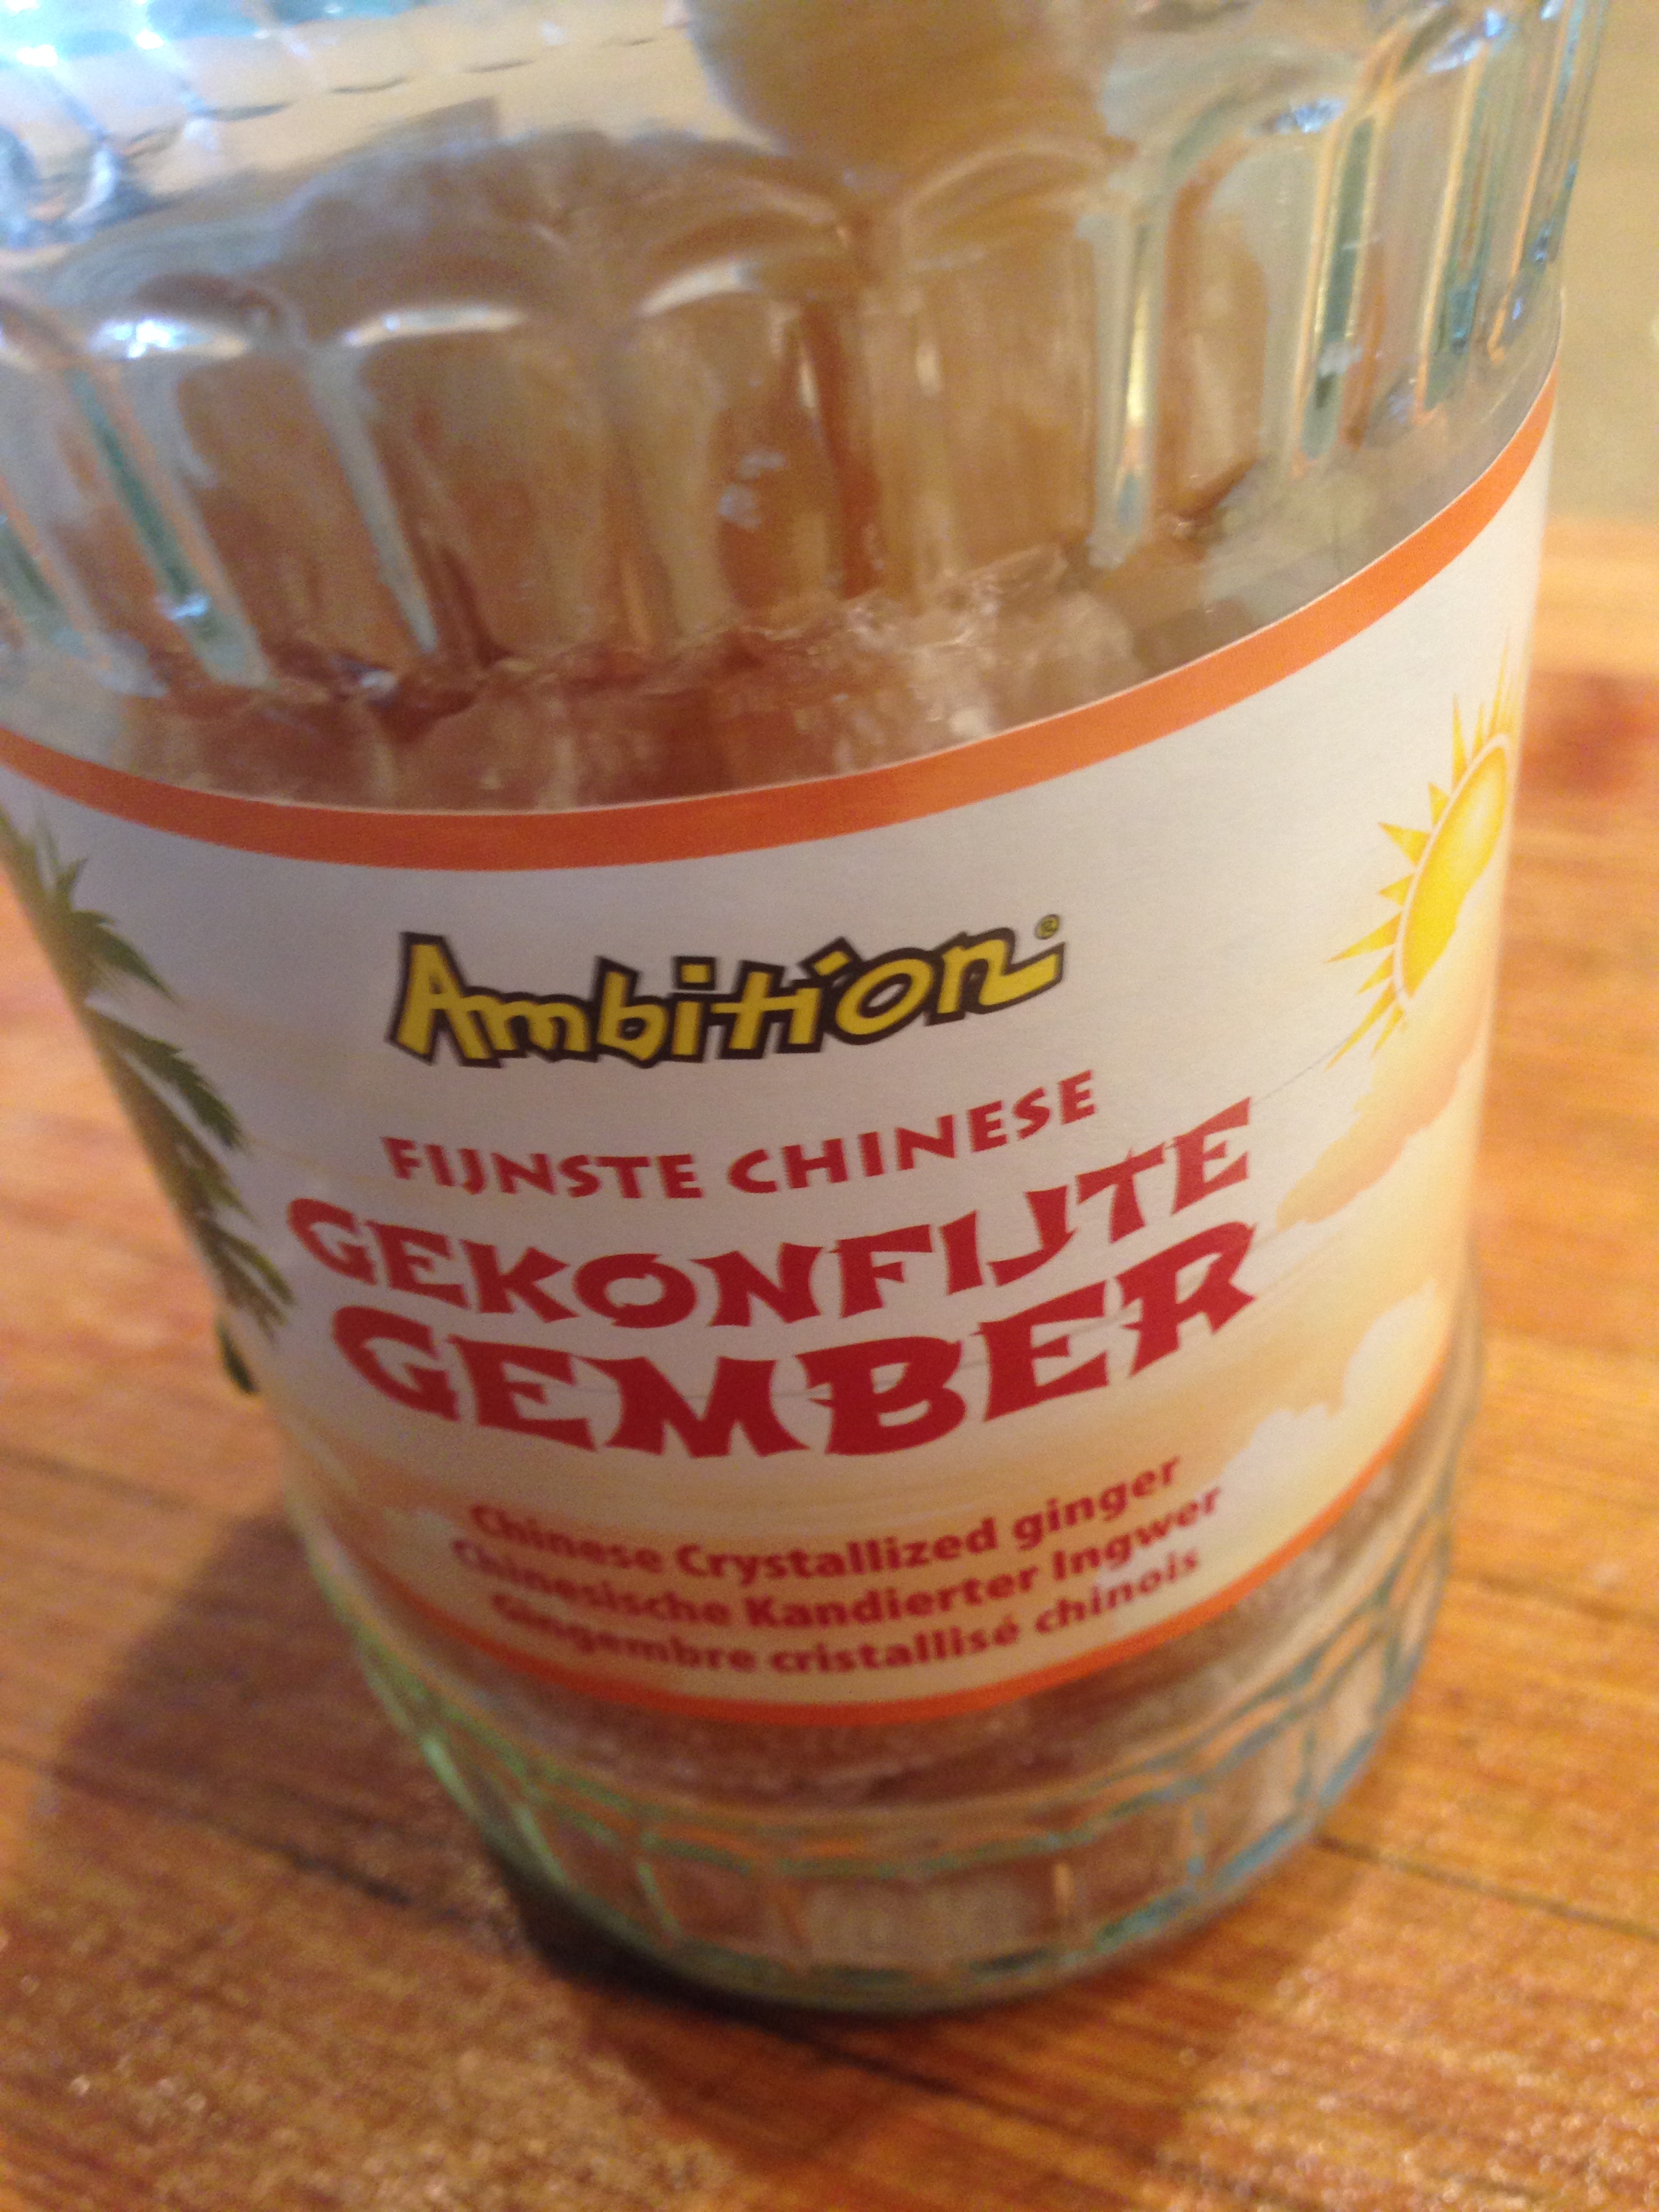 Ambition®
FIJNSTE CHINESE
GEKONFIJTE
GEMBER
Chinese Crystallized ginger
Chinesische Kandierter Ingwer
Gingembre cristallisé chinois